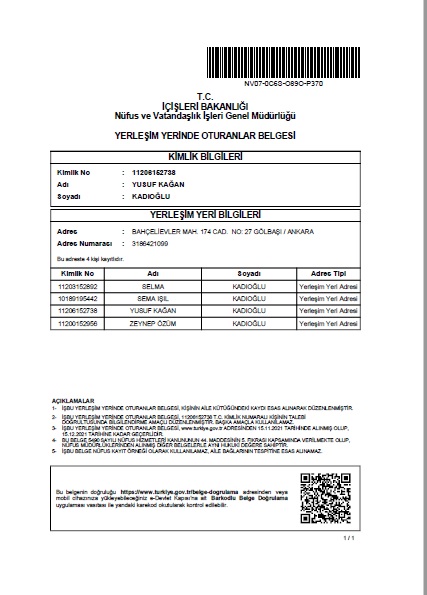 NV07-0C6S-O89O-P370
T.C.
İÇİŞLERİ BAKANLIĞI
Nüfus ve Vatandaşlık İşleri Genel Müdürlüğü
YERLEŞİM YERİNDE OTURANLAR BELGESİ
KİMLİK BİLGİLERİ
Kimlik No : 11206152738
Adı : YUSUF KAĞAN
Soyadı : KADIOĞLU
YERLEŞİM YERİ BİLGİLERİ
Adres : BAHÇELİEVLER MAH. 174 CAD. NO: 27 GÖLBAŞI / ANKARA
Adres Numarası : 3186421099
Bu adreste 4 kişi kayıtlıdır.
Kimlik No Adı Soyadı Adres Tipi
11203152892 SELMA KADIOĞLU Yerleşim Yeri Adresi
10189195442 SEMA IŞIL KADIOĞLU Yerleşim Yeri Adresi
11206152738 YUSUF KAĞAN KADIOĞLU Yerleşim Yeri Adresi
11200152956 ZEYNEP ÖZÜM KADIOĞLU Yerleşim Yeri Adresi
AÇIKLAMALAR
1- İŞBU YERLEŞİM YERİNDE OTURANLAR BELGESİ, KİŞİNİN AİLE KÜTÜĞÜNDEKİ KAYDI ESAS ALINARAK DÜZENLENMİŞTİR.
2- İŞBU YERLEŞİM YERİNDE OTURANLAR BELGESİ, 11206152738 T.C. KİMLİK NUMARALI KİŞİNİN TALEBİ
DOĞRULTUSUNDA BİLGİLENDİRME AMAÇLI DÜZENLENMİŞTİR. BAŞKA AMAÇLA KULLANILAMAZ.
3- İŞBU YERLEŞİM YERİNDE OTURANLAR BELGESİ, www.turkiye.gov.tr ADRESİNDEN 15.11.2021 TARİHİNDE ALINMIŞ OLUP,
15.12.2021 TARİHİNE KADAR GEÇERLİDİR.
4- BU BELGE 5490 SAYILI NÜFUS HİZMETLERİ KANUNUNUN 44. MADDESİNİN 5. FIKRASI KAPSAMINDA VERİLMEKTE OLUP,
NÜFUS MÜDÜRLÜKLERİNDEN ALINMIŞ DİĞER BELGELERLE AYNI HUKUKİ DEĞERE SAHİPTİR.
5- İŞBU BELGE NÜFUS KAYIT ÖRNEĞİ OLARAK KULLANILAMAZ, AİLE BAĞLARININ TESPİTİNE ESAS ALINAMAZ.
Bu belgenin doğruluğu https://www.turkiye.gov.tr/belge-dogrulama adresinden veya
mobil cihazınıza yükleyebileceğiniz e-Devlet Kapısı'na ait Barkodlu Belge Doğrulama
uygulaması vasıtası ile yandaki karekod okutularak kontrol edilebilir.
1 / 1